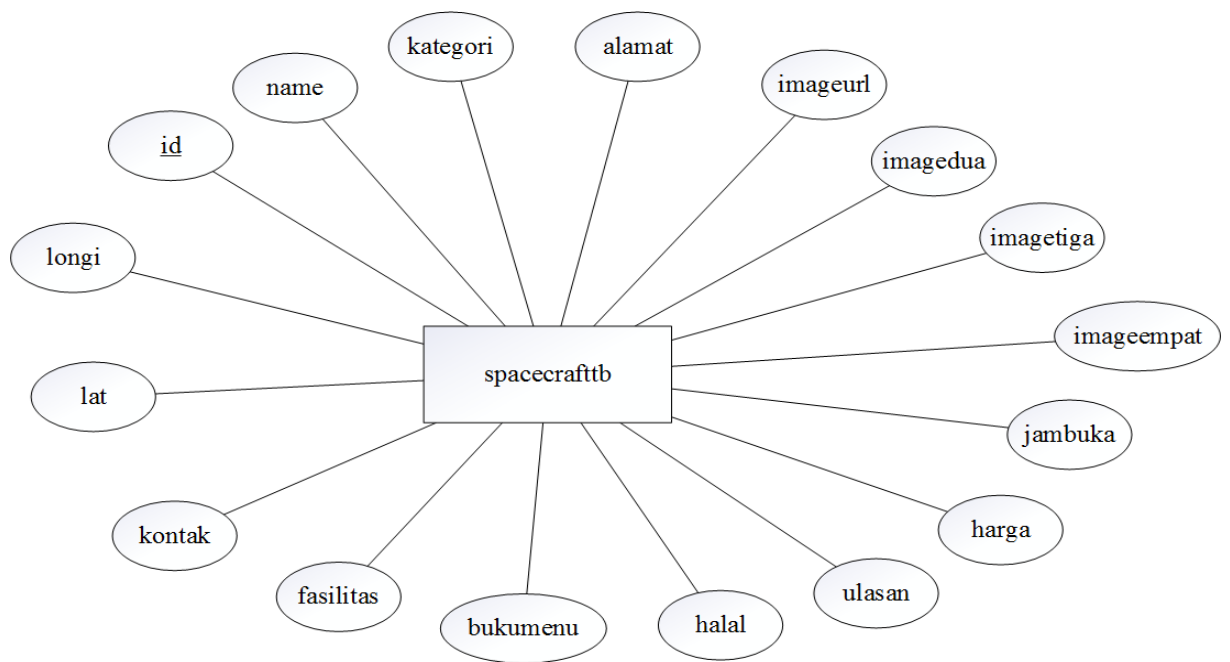 kategori
alamat
name
imageurl
id
imagedua
longi
imagetiga
imageempat
spacecrafttb
lat
jambuka
kontak
harga
fasilitas
ulasan
bukumenu
halal